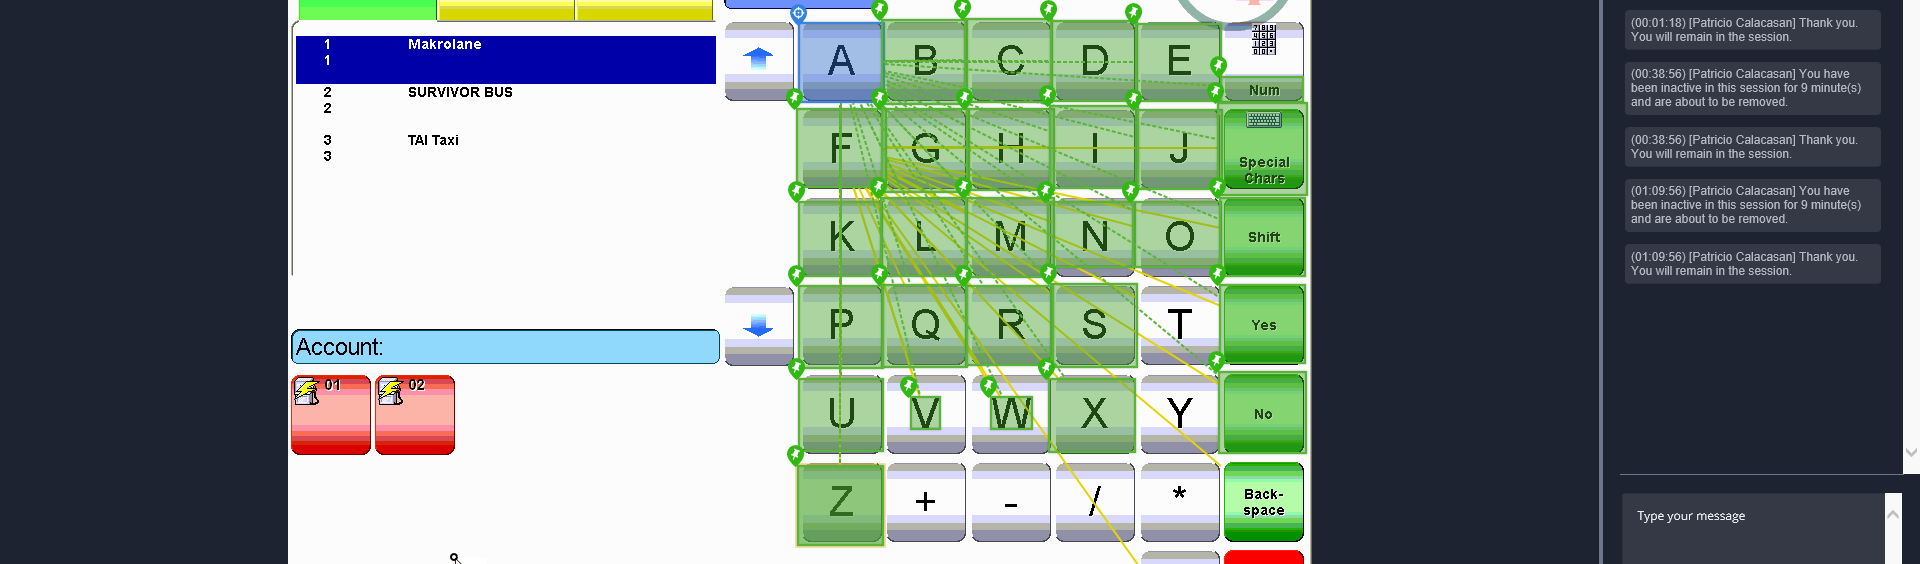 1 Makrolane
1
2 SURVIVOR BUS
2
3 TAI Taxi
3
Account:
01 02
A B C D E
Num
F G H I J
Special
Chars
K L M N O
Shift
P Q R S T
Yes
U V W X Y
No
Z + - / *
Back-
space
(00:01:18) [Patricio Calacasan] Thank you.
You will remain in the session.
(00:38:56) [Patricio Calacasan] You have
been inactive in this session for 9 minute(s)
and are about to be removed.
(00:38:56) [Patricio Calacasan] Thank you.
You will remain in the session.
(01:09:56) [Patricio Calacasan] You have
been inactive in this session for 9 minute(s)
and are about to be removed.
(01:09:56) [Patricio Calacasan] Thank you.
You will remain in the session.
Type your message